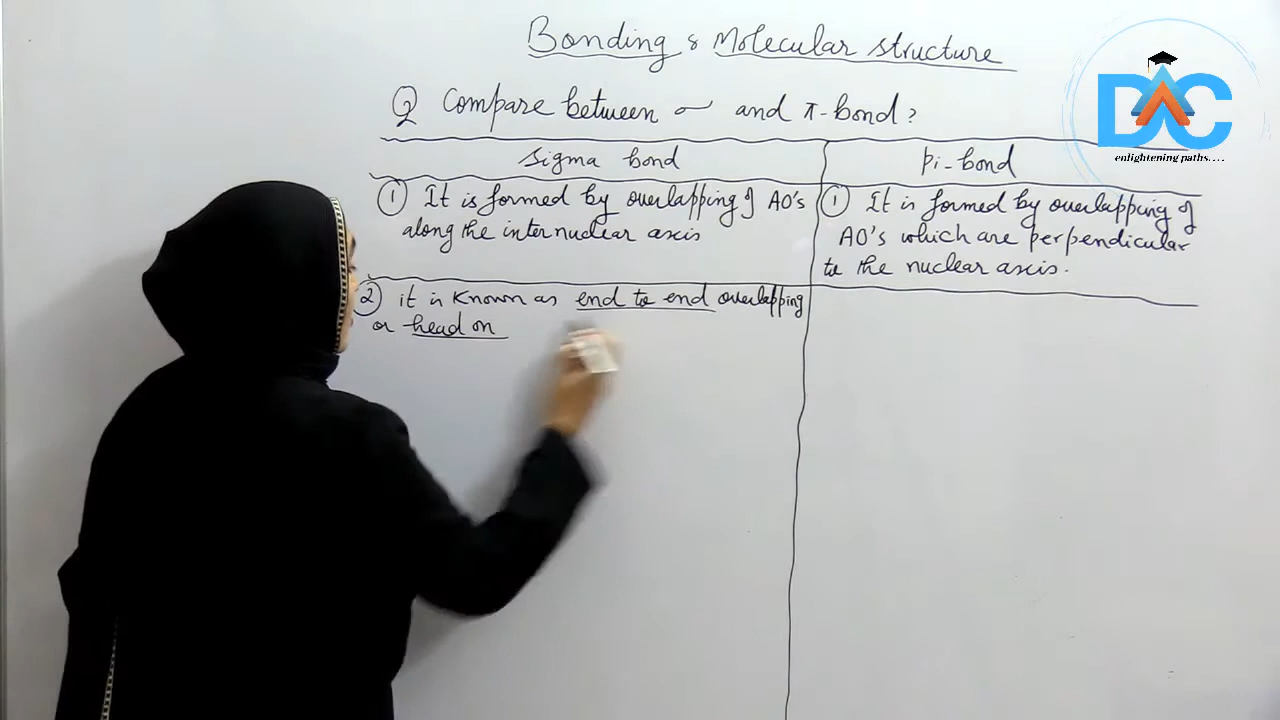 Bonding & Molecular structure
Q Compare between σ and π-bond?
Sigma bond
Pi-bond
① It is formed by overlapping of AO's
along the internuclear axis
① It is formed by overlapping of
AO's which are perpendicular
to the nuclear axis.
② it is known as end to end overlapping
or head on
DAC
enlightening paths....